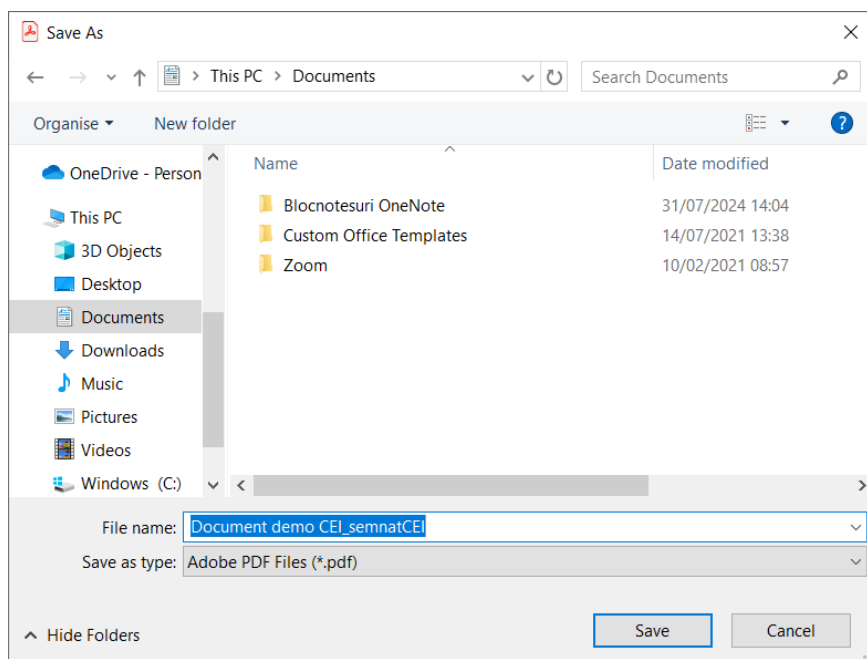 Save As
This PC > Documents
Search Documents
Organise
New folder
?
OneDrive - Person
This PC
3D Objects
Desktop
Documents
Downloads
Music
Pictures
Videos
Windows (C:)
Name Date modified
Blocnotesuri OneNote 31/07/2024 14:04
Custom Office Templates 14/07/2021 13:38
Zoom 10/02/2021 08:57
File name: Document demo CEI_semnatCEI
Save as type: Adobe PDF Files (*.pdf)
Hide Folders
Save
Cancel